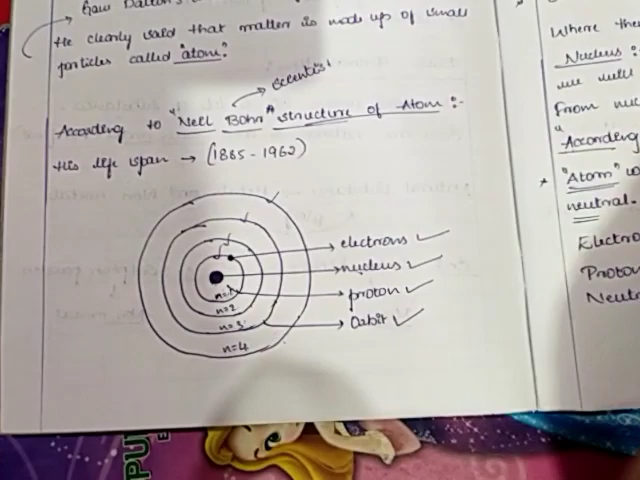 He clearly said that matter is made up of small
particles called "atom".
scientist
According to "Neil Bohr" structure of Atom :-
His life span → (1885 - 1962)
electrons
nucleus
proton
Orbit
n=1
n=2
n=3
n=4
Where the
Nucleus :
From nuc
According
"Atom" is
neutral.
Electro
Proton
Neutr
PU